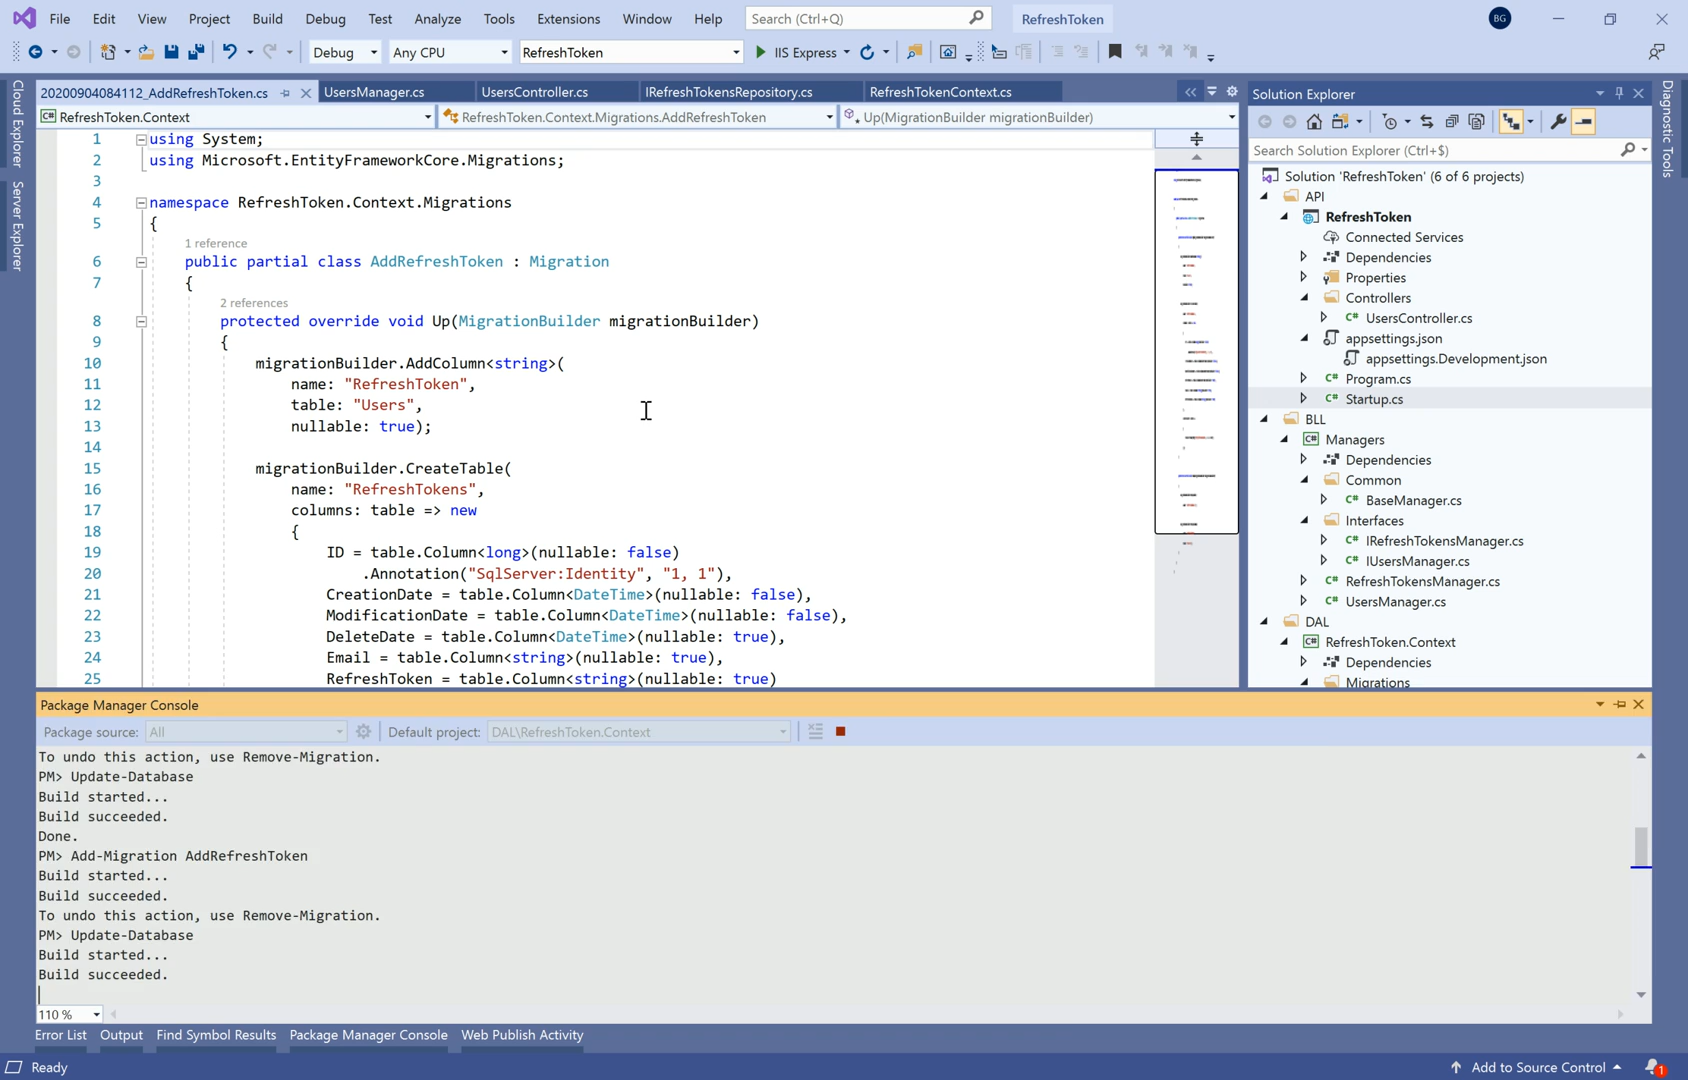 File Edit View Project Build Debug Test Analyze Tools Extensions Window Help Search (Ctrl+Q) RefreshToken BG
Debug Any CPU RefreshToken IIS Express
20200904084112_AddRefreshToken.cs UsersManager.cs UsersController.cs IRefreshTokensRepository.cs RefreshTokenContext.cs
RefreshToken.Context RefreshToken.Context.Migrations.AddRefreshToken Up(MigrationBuilder migrationBuilder)
Cloud Explorer
Server Explorer
1 using System;
2 using Microsoft.EntityFrameworkCore.Migrations;
3
4 namespace RefreshToken.Context.Migrations
5 {
1 reference
6 public partial class AddRefreshToken : Migration
7 {
2 references
8 protected override void Up(MigrationBuilder migrationBuilder)
9 {
10 migrationBuilder.AddColumn<string>(
11 name: "RefreshToken",
12 table: "Users",
13 nullable: true);
14
15 migrationBuilder.CreateTable(
16 name: "RefreshTokens",
17 columns: table => new
18 {
19 ID = table.Column<long>(nullable: false)
20 .Annotation("SqlServer:Identity", "1, 1"),
21 CreationDate = table.Column<DateTime>(nullable: false),
22 ModificationDate = table.Column<DateTime>(nullable: false),
23 DeleteDate = table.Column<DateTime>(nullable: true),
24 Email = table.Column<string>(nullable: true),
25 RefreshToken = table.Column<string>(nullable: true)
Solution Explorer
Search Solution Explorer (Ctrl+$)
Solution 'RefreshToken' (6 of 6 projects)
API
RefreshToken
Connected Services
Dependencies
Properties
Controllers
C# UsersController.cs
appsettings.json
appsettings.Development.json
C# Program.cs
C# Startup.cs
BLL
C# Managers
Dependencies
Common
C# BaseManager.cs
Interfaces
C# IRefreshTokensManager.cs
C# IUsersManager.cs
C# RefreshTokensManager.cs
C# UsersManager.cs
DAL
C# RefreshToken.Context
Dependencies
Migrations
Diagnostic Tools
Package Manager Console
Package source: All Default project: DAL\RefreshToken.Context
To undo this action, use Remove-Migration.
PM> Update-Database
Build started...
Build succeeded.
Done.
PM> Add-Migration AddRefreshToken
Build started...
Build succeeded.
To undo this action, use Remove-Migration.
PM> Update-Database
Build started...
Build succeeded.
110 %
Error List Output Find Symbol Results Package Manager Console Web Publish Activity
Ready Add to Source Control 1